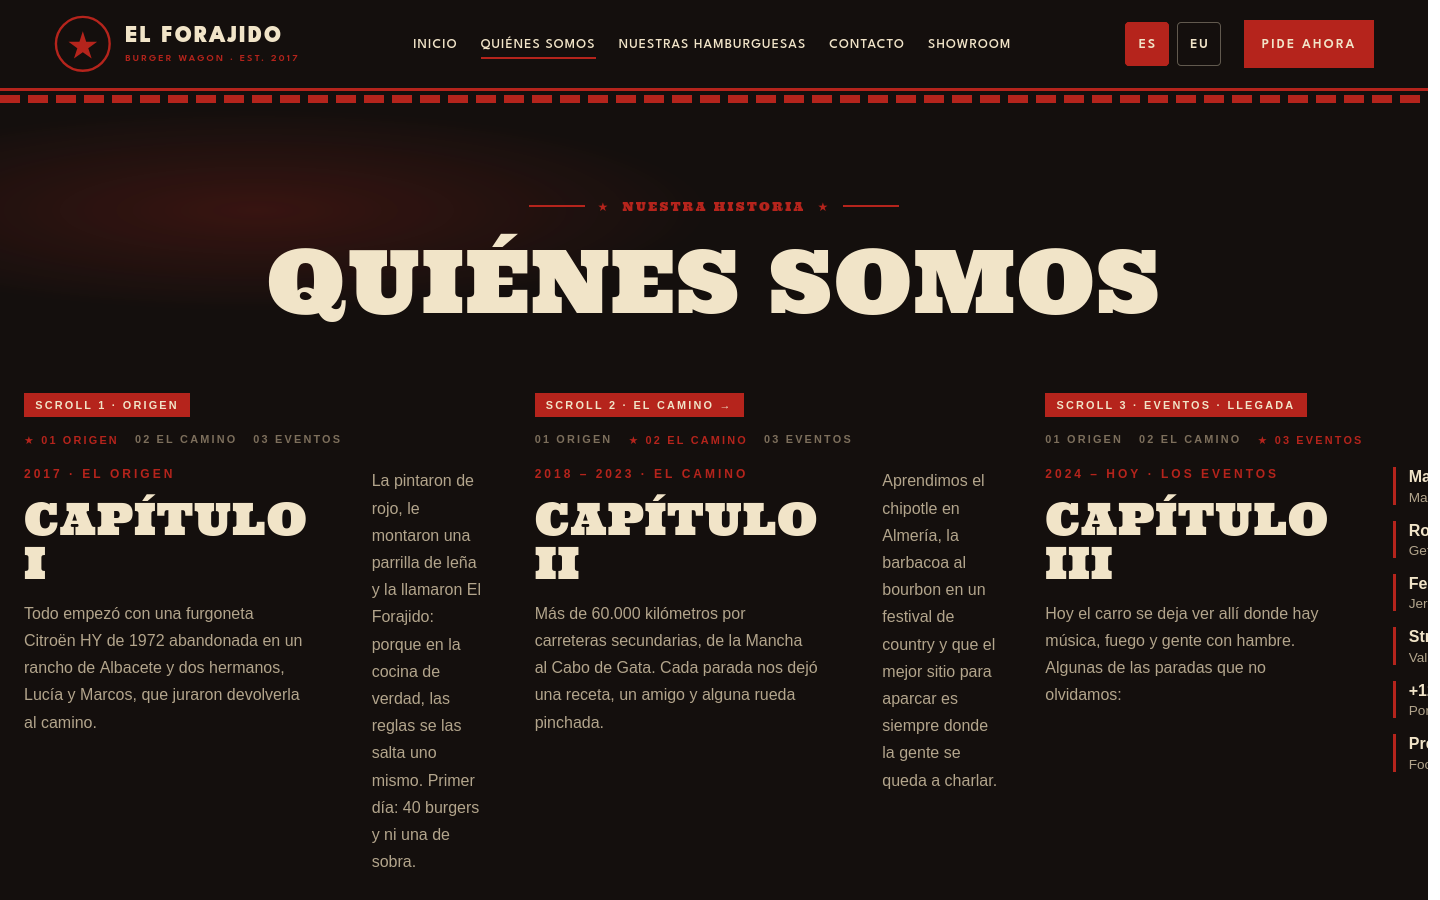 EL FORAJIDO
BURGER WAGON · EST. 2017
INICIO
QUIÉNES SOMOS
NUESTRAS HAMBURGUESAS
CONTACTO
SHOWROOM
ES
EU
PIDE AHORA
★ NUESTRA HISTORIA ★
QUIÉNES SOMOS
SCROLL 1 · ORIGEN
★ 01 ORIGEN 02 EL CAMINO 03 EVENTOS
2017 · EL ORIGEN
CAPÍTULO
I
Todo empezó con una furgoneta
Citroën HY de 1972 abandonada en un
rancho de Albacete y dos hermanos,
Lucía y Marcos, que juraron devolverla
al camino.
La pintaron de
rojo, le
montaron una
parrilla de leña
y la llamaron El
Forajido:
porque en la
cocina de
verdad, las
reglas se las
salta uno
mismo. Primer
día: 40 burgers
y ni una de
sobra.
SCROLL 2 · EL CAMINO →
01 ORIGEN ★ 02 EL CAMINO 03 EVENTOS
2018 – 2023 · EL CAMINO
CAPÍTULO
II
Más de 60.000 kilómetros por
carreteras secundarias, de la Mancha
al Cabo de Gata. Cada parada nos dejó
una receta, un amigo y alguna rueda
pinchada.
Aprendimos el
chipotle en
Almería, la
barbacoa al
bourbon en un
festival de
country y que el
mejor sitio para
aparcar es
siempre donde
la gente se
queda a charlar.
SCROLL 3 · EVENTOS · LLEGADA
01 ORIGEN 02 EL CAMINO ★ 03 EVENTOS
2024 – HOY · LOS EVENTOS
CAPÍTULO
III
Hoy el carro se deja ver allí donde hay
música, fuego y gente con hambre.
Algunas de las paradas que no
olvidamos: